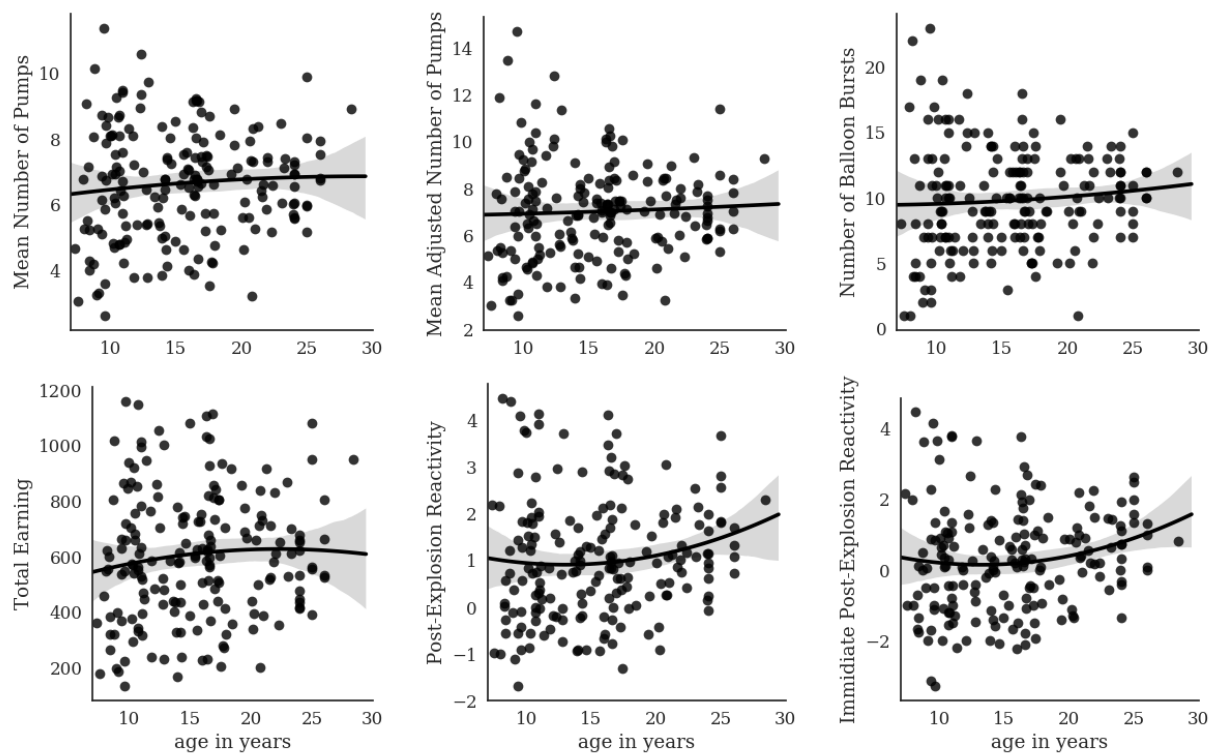 Mean Number of Pumps
10
8
6
4
10 15 20 25 30
Mean Adjusted Number of Pumps
14
12
10
8
6
4
2
10 15 20 25 30
Number of Balloon Bursts
20
15
10
5
0
10 15 20 25 30
Total Earning
1200
1000
800
600
400
200
10 15 20 25 30
age in years
Post-Explosion Reactivity
4
3
2
1
0
−1
−2
10 15 20 25 30
age in years
Immidiate Post-Explosion Reactivity
4
2
0
−2
10 15 20 25 30
age in years